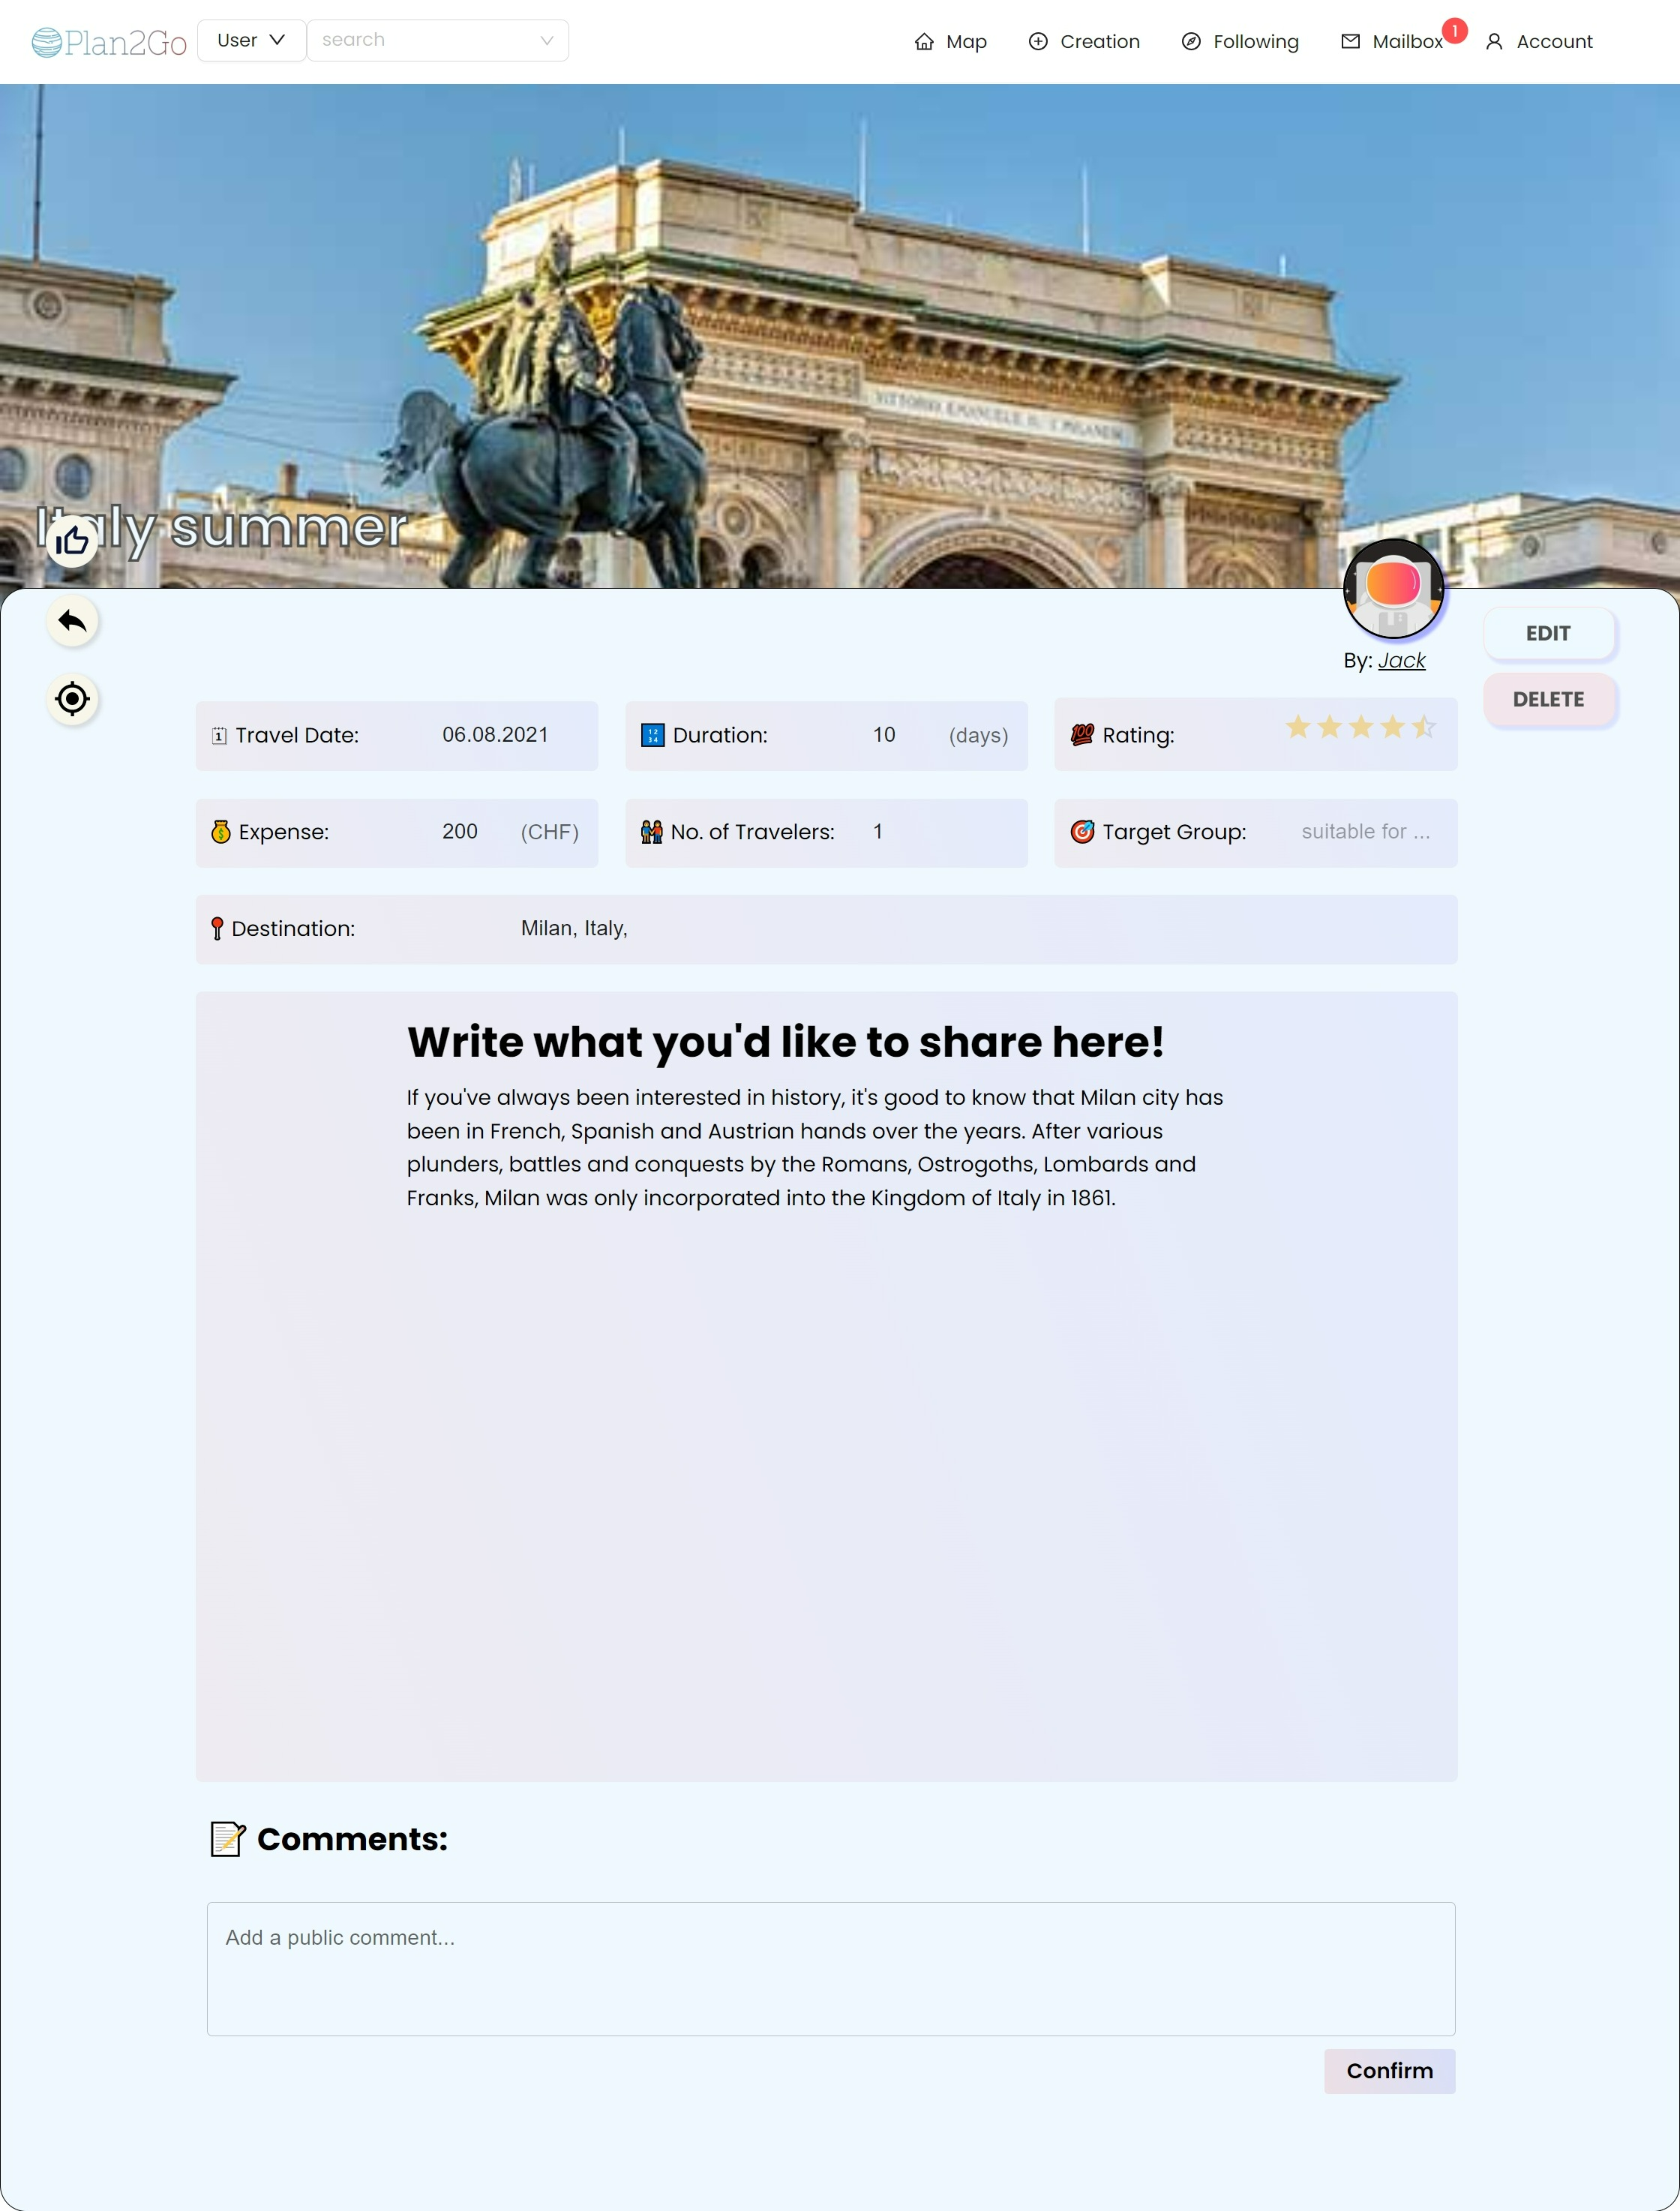 Plan2Go User search Map Creation Following Mailbox 1 Account
VITTORIO EMANUELE II. I MILANESI
Italy summer
By: Jack
EDIT
DELETE
Travel Date: 06.08.2021 Duration: 10 (days) 100 Rating:
Expense: 200 (CHF) No. of Travelers: 1 Target Group: suitable for ...
Destination: Milan, Italy,
Write what you'd like to share here!
If you've always been interested in history, it's good to know that Milan city has
been in French, Spanish and Austrian hands over the years. After various
plunders, battles and conquests by the Romans, Ostrogoths, Lombards and
Franks, Milan was only incorporated into the Kingdom of Italy in 1861.
Comments:
Add a public comment...
Confirm